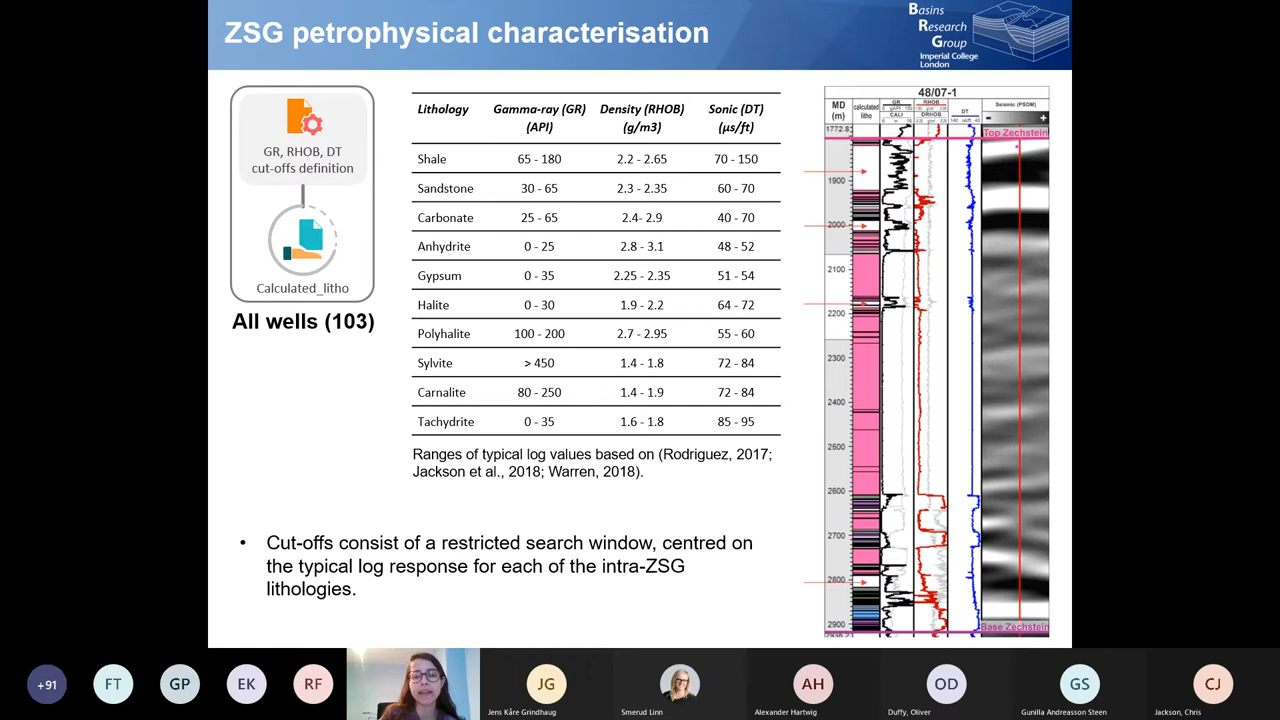 ZSG petrophysical characterisation
Basins
Research
Group
Imperial College
London
GR, RHOB, DT
cut-offs definition
Calculated_litho
All wells (103)
Lithology Gamma-ray (GR) Density (RHOB) Sonic (DT)
(API) (g/m3) (µs/ft)
Shale 65 - 180 2.2 - 2.65 70 - 150
Sandstone 30 - 65 2.3 - 2.35 60 - 70
Carbonate 25 - 65 2.4- 2.9 40 - 70
Anhydrite 0 - 25 2.8 - 3.1 48 - 52
Gypsum 0 - 35 2.25 - 2.35 51 - 54
Halite 0 - 30 1.9 - 2.2 64 - 72
Polyhalite 100 - 200 2.7 - 2.95 55 - 60
Sylvite > 450 1.4 - 1.8 72 - 84
Carnalite 80 - 250 1.4 - 1.9 72 - 84
Tachydrite 0 - 35 1.6 - 1.8 85 - 95
Ranges of typical log values based on (Rodriguez, 2017;
Jackson et al., 2018; Warren, 2018).
• Cut-offs consist of a restricted search window, centred on
the typical log response for each of the intra-ZSG
lithologies.
48/07-1
MD
(m)
calculated
litho
GR
CALI
RHOB
DRHOB
DT
Seismic (PSDM)
- +
1772.8
Top Zechstein
1900
2000
2100
2200
2300
2400
2500
2600
2700
2800
2900
Base Zechstein
+91
FT
GP
EK
RF
JG
Jens Kåre Grindhaug
Smerud Linn
AH
Alexander Hartwig
OD
Duffy, Oliver
GS
Gunilla Andreasson Steen
CJ
Jackson, Chris